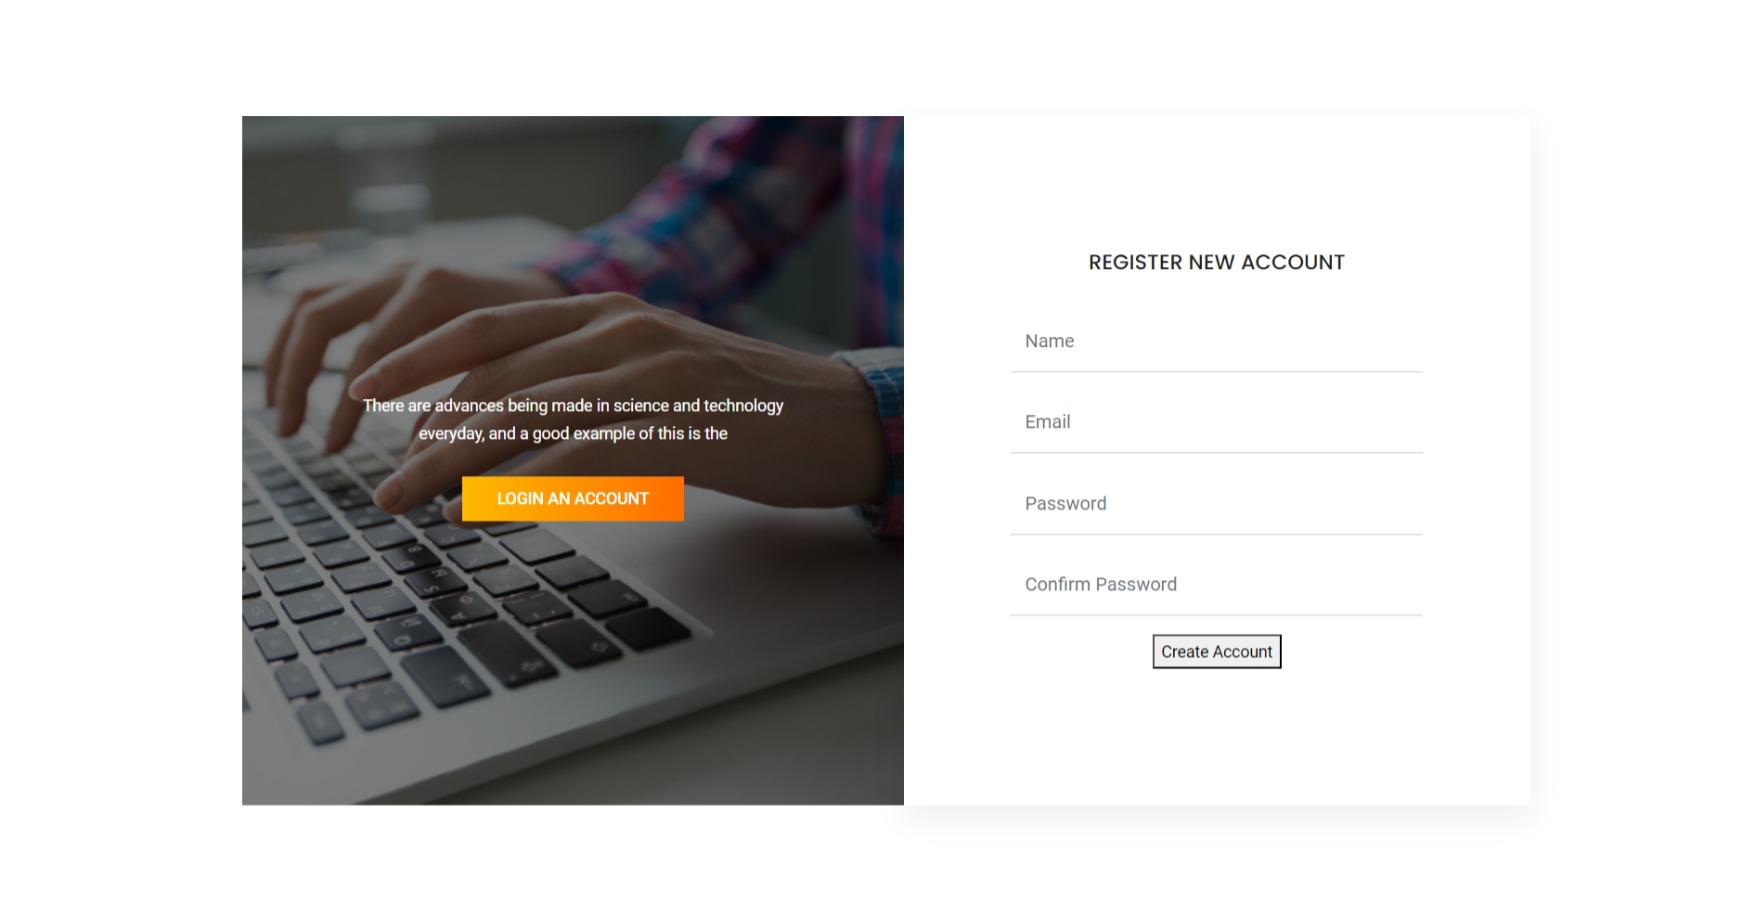 There are advances being made in science and technology
everyday, and a good example of this is the
LOGIN AN ACCOUNT
REGISTER NEW ACCOUNT
Name
Email
Password
Confirm Password
Create Account